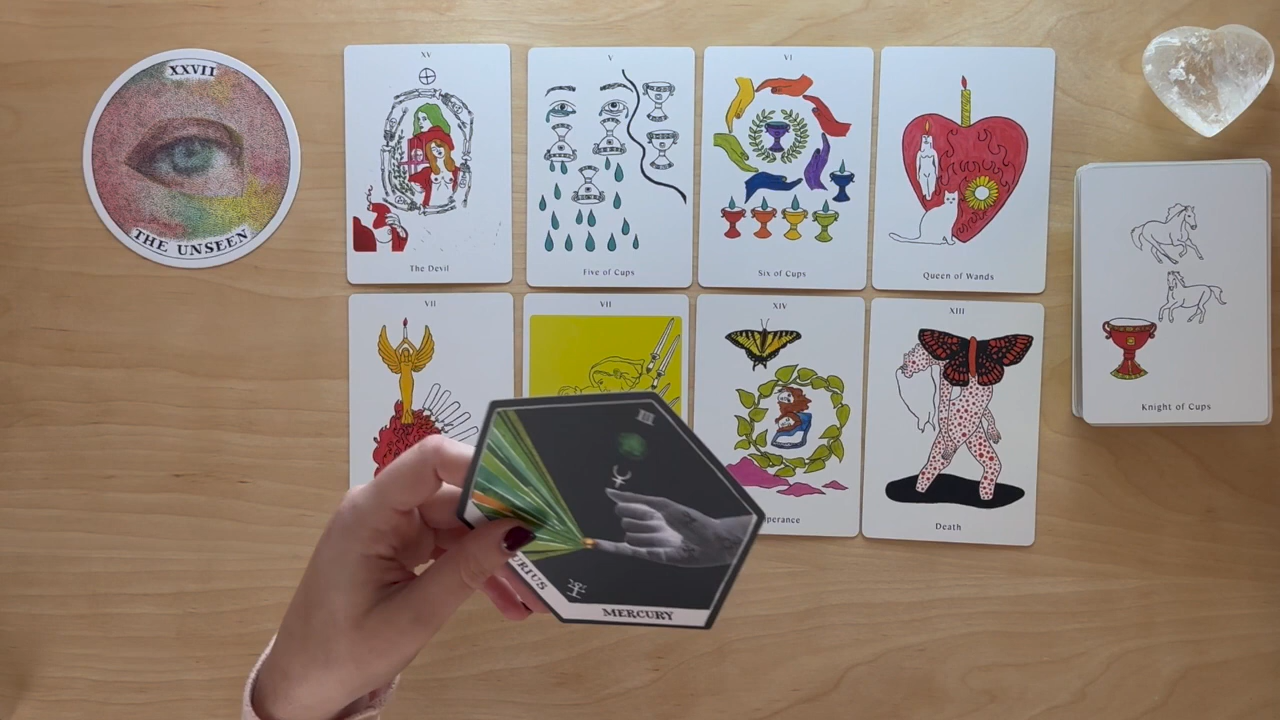 XXVII
THE UNSEEN
XV
The Devil
V
Five of Cups
VI
Six of Cups
Queen of Wands
VII
VII
XIV
XIII
Death
Knight of Cups
MERCURY